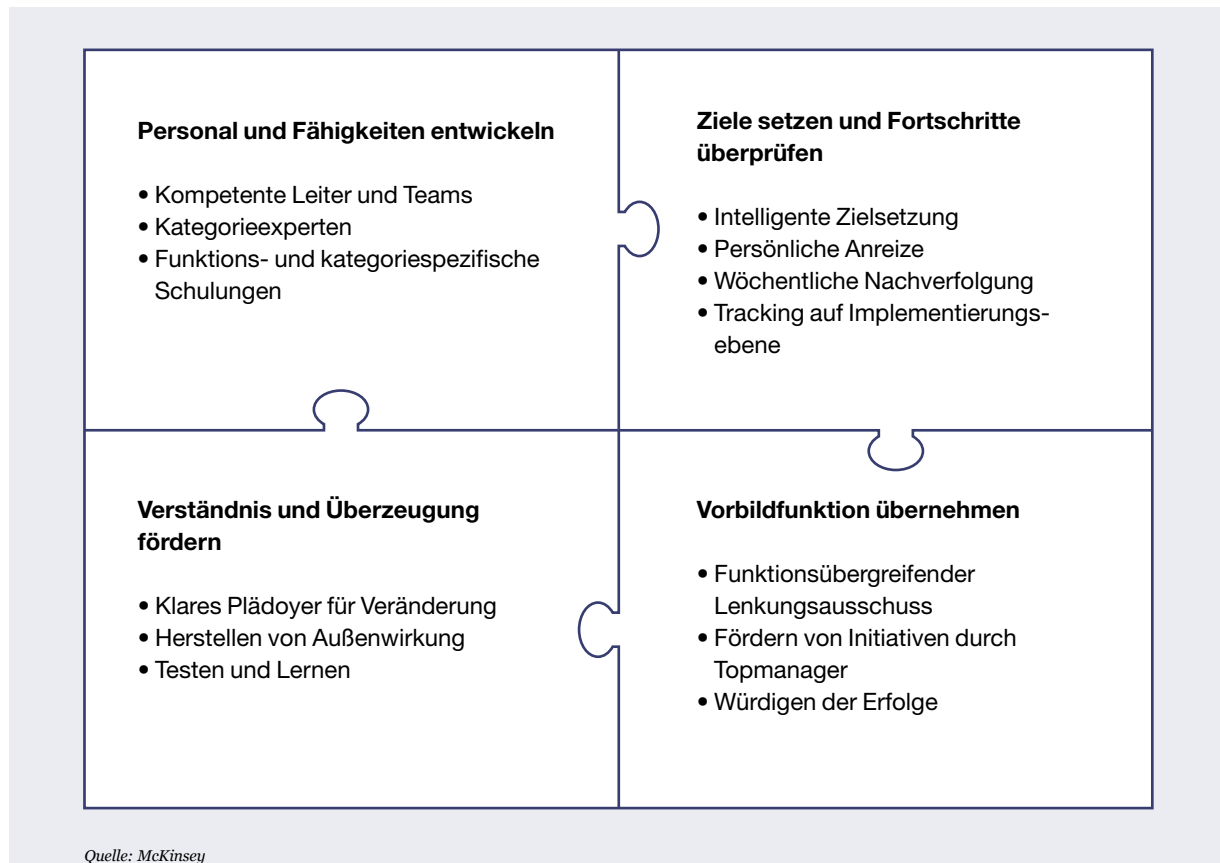 Personal und Fähigkeiten entwickeln
• Kompetente Leiter und Teams
• Kategorieexperten
• Funktions- und kategoriespezifische
Schulungen
Ziele setzen und Fortschritte
überprüfen
• Intelligente Zielsetzung
• Persönliche Anreize
• Wöchentliche Nachverfolgung
• Tracking auf Implementierungs-
ebene
Verständnis und Überzeugung
fördern
• Klares Plädoyer für Veränderung
• Herstellen von Außenwirkung
• Testen und Lernen
Vorbildfunktion übernehmen
• Funktionsübergreifender
Lenkungsausschuss
• Fördern von Initiativen durch
Topmanager
• Würdigen der Erfolge
Quelle: McKinsey